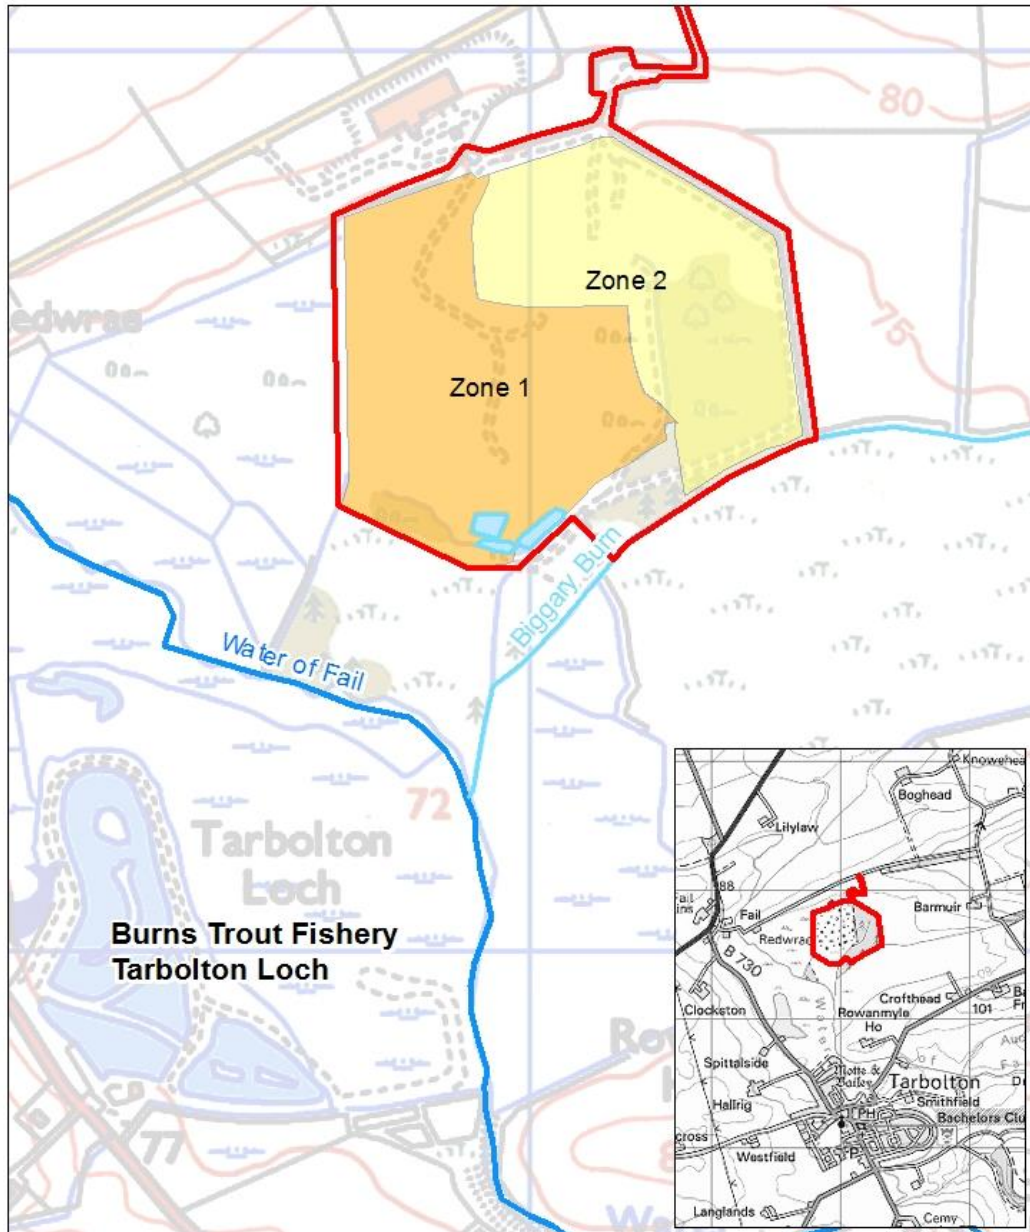 80
Zone 2
edwrae
75
Zone 1
Biggary Burn
Water of Fail
72
Tarbolton
Loch
Burns Trout Fishery
Tarbolton Loch
77
Knowehea
Boghead
Lilylaw
88
Fail
Barmuir
Redwrae
B 730
Crofthead
101
Clockston
Rowanmyle
Ho
Spittalside
Motte &
Bailey
Tarbolton
Hallrig
Smithfield
PH
Bachelors Clu
cross
Westfield
P
Langlands
Cemy